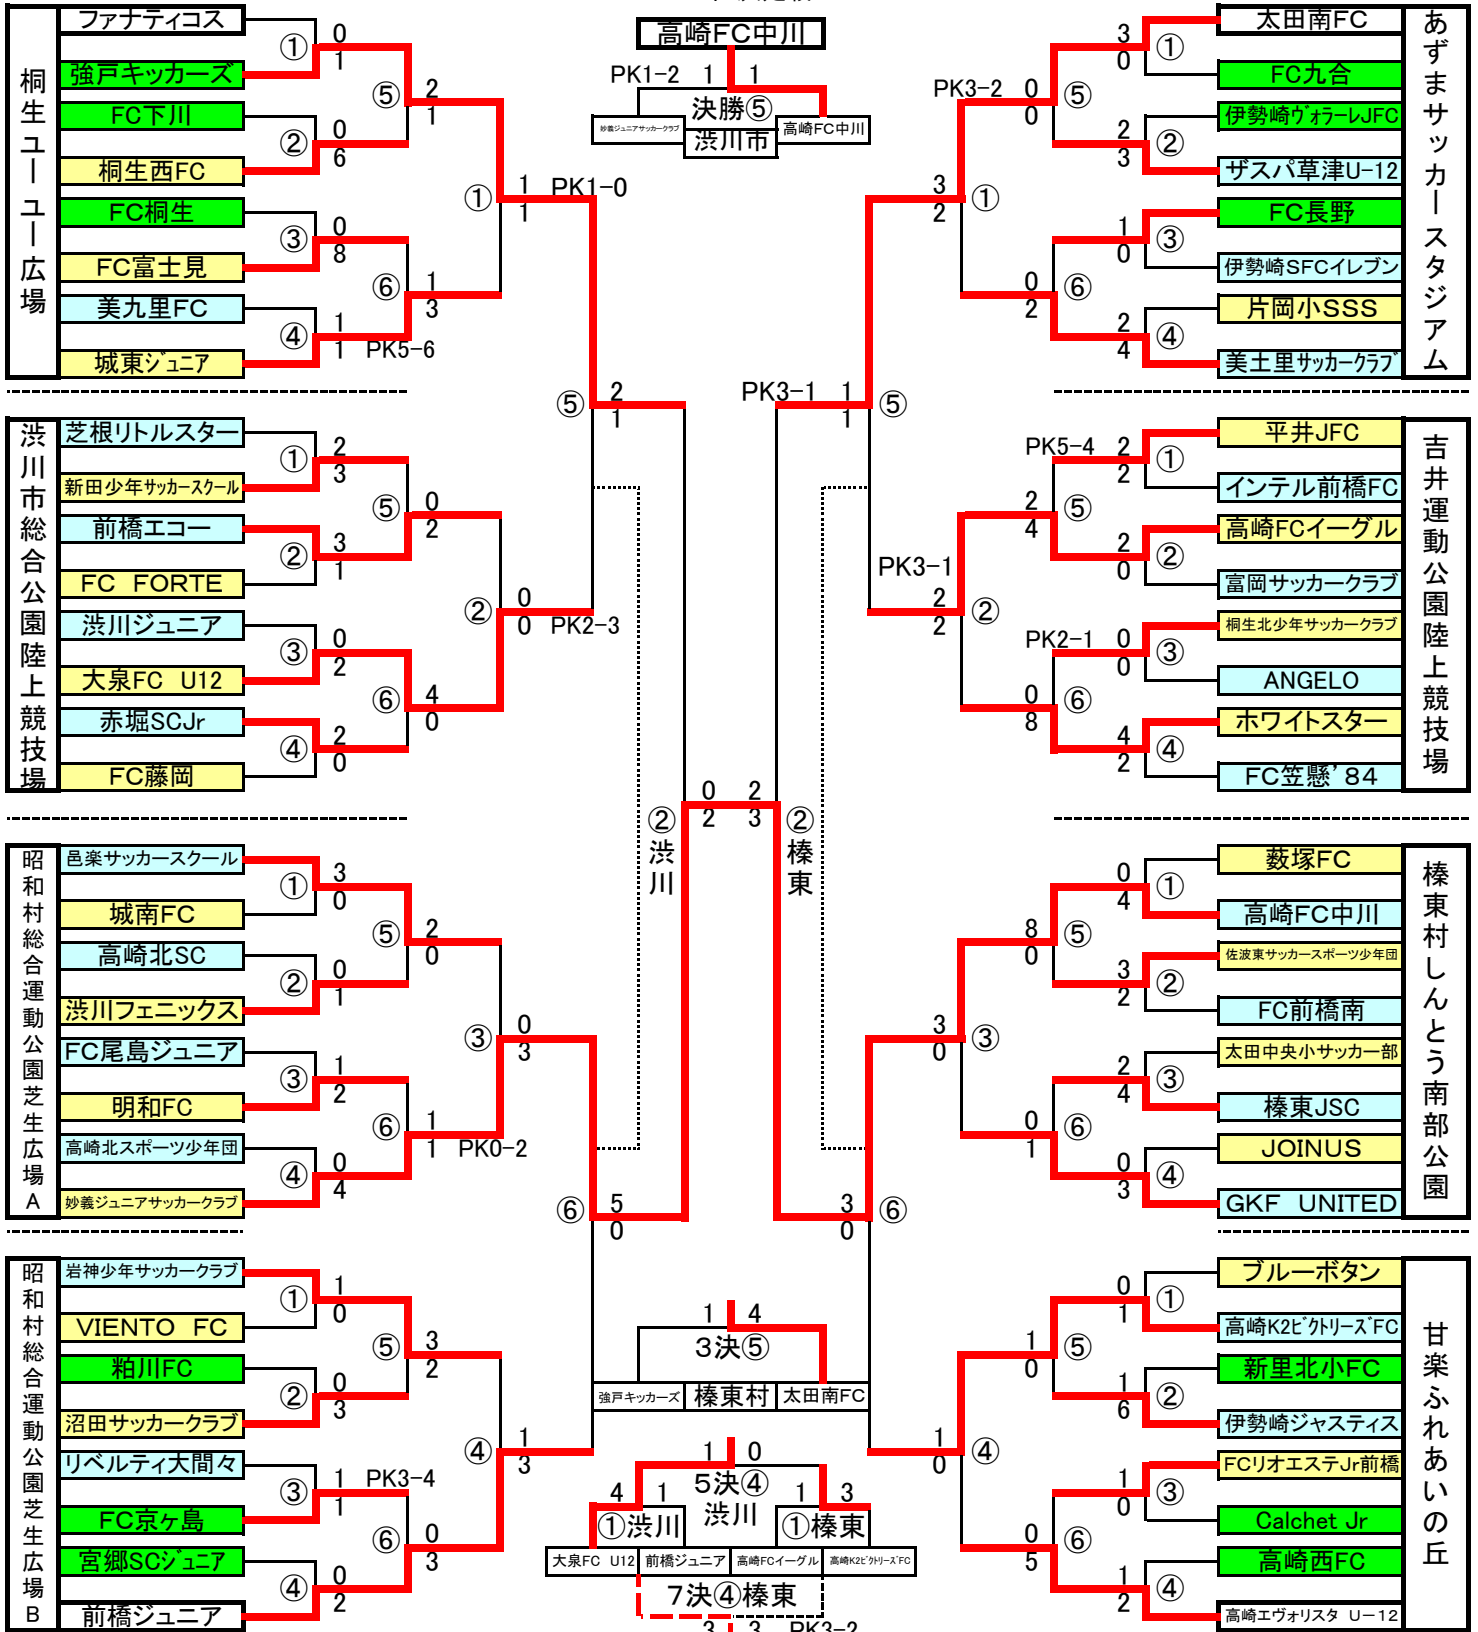 高崎FC中川
PK1-2 1 1
決勝⑤
妙義ジュニアサッカークラブ 渋川市 高崎FC中川
桐生ユーユー広場
ファナティコス
① 0 1
強戸キッカーズ
⑤ 2 1
FC下川
② 0 6
桐生西FC
① 1 1 PK1-0
FC桐生
③ 0 8
FC富士見
⑥ 1 3
美九里FC
④ 1 1 PK5-6
城東ジュニア
⑤ 2 1
渋川市総合公園陸上競技場
芝根リトルスター
① 2 3
新田少年サッカースクール
⑤ 0 2
前橋エコー
② 3 1
FC FORTE
② 0 0 PK2-3
渋川ジュニア
③ 0 2
大泉FC U12
⑥ 4 0
赤堀SCJr
④ 2 0
FC藤岡
②渋川 0 2
昭和村総合運動公園芝生広場A
邑楽サッカースクール
① 3 0
城南FC
⑤ 2 0
高崎北SC
② 0 1
渋川フェニックス
③ 0 3
FC尾島ジュニア
③ 1 2
明和FC
⑥ 1 1 PK0-2
高崎北スポーツ少年団
④ 0 4
妙義ジュニアサッカークラブ
⑥ 5 0
昭和村総合運動公園芝生広場B
岩神少年サッカークラブ
① 1 0
VIENTO FC
⑤ 3 2
粕川FC
② 0 3
沼田サッカークラブ
④ 1 3
リベルティ大間々
③ 1 1 PK3-4
FC京ヶ島
⑥ 0 3
宮郷SCジュニア
④ 0 2
前橋ジュニア
あずまサッカースタジアム
太田南FC
3 0 ①
FC九合
PK3-2 0 0 ⑤
伊勢崎ヴォラーレJFC
2 3 ②
ザスパ草津U-12
3 2 ①
FC長野
1 0 ③
伊勢崎SFCイレブン
0 2 ⑥
片岡小SSS
2 4 ④
美土里サッカークラブ
PK3-1 1 1 ⑤
吉井運動公園陸上競技場
平井JFC
PK5-4 2 2 ①
インテル前橋FC
2 4 ⑤
高崎FCイーグル
2 0 ②
富岡サッカークラブ
PK3-1 2 2 ②
桐生北少年サッカークラブ
PK2-1 0 0 ③
ANGELO
0 8 ⑥
ホワイトスター
4 2 ④
FC笠懸’84
2 3 ②榛東
榛東村しんとう南部公園
薮塚FC
0 4 ①
高崎FC中川
8 0 ⑤
佐波東サッカースポーツ少年団
3 2 ②
FC前橋南
3 0 ③
太田中央小サッカー部
2 4 ③
榛東JSC
0 1 ⑥
JOINUS
0 3 ④
GKF UNITED
3 0 ⑥
甘楽ふれあいの丘
ブルーボタン
0 1 ①
高崎K2ビクトリーズFC
1 0 ⑤
新里北小FC
1 6 ②
伊勢崎ジャスティス
1 0 ④
FCリオエステJr前橋
1 0 ③
Calchet Jr
0 5 ⑥
高崎西FC
1 2 ④
高崎エヴォリスタ U-12
1 4
3決⑤
強戸キッカーズ 榛東村 太田南FC
1 0
5決④
渋川
4 1 1 3
①渋川 ①榛東
大泉FC U12 前橋ジュニア 高崎FCイーグル 高崎K2ビクトリーズFC
7決④榛東
3 3 PK3-2